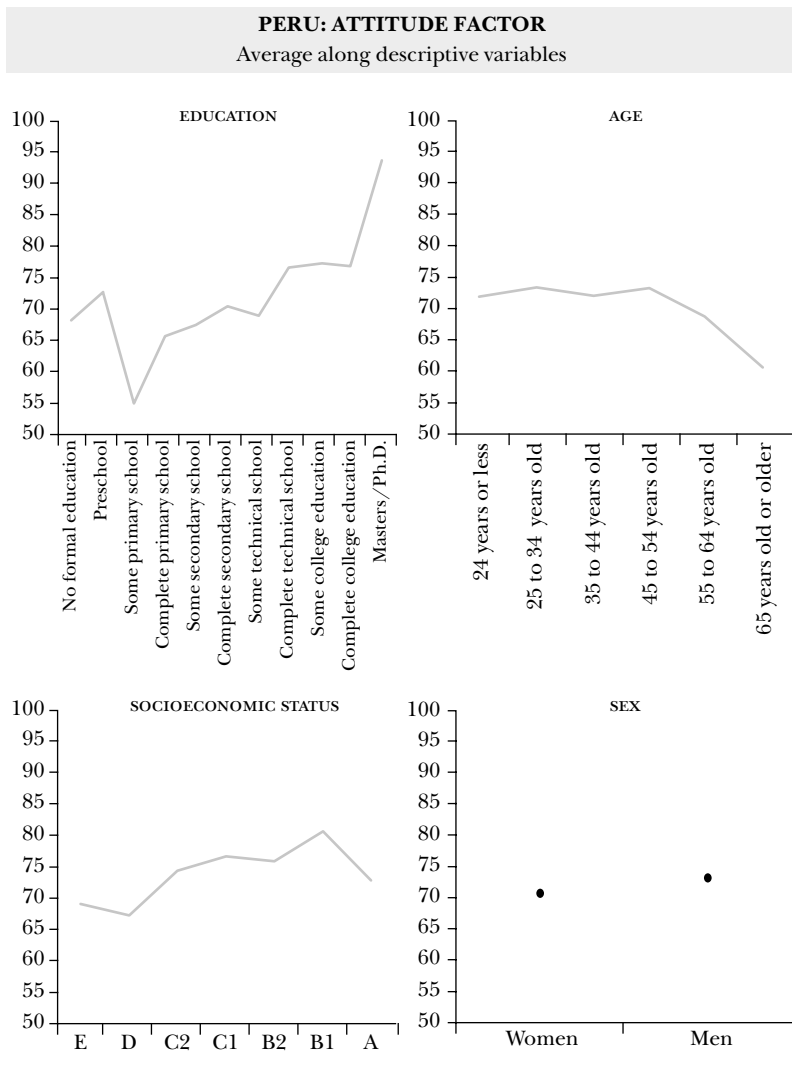 PERU: ATTITUDE FACTOR
Average along descriptive variables
EDUCATION
100
95
90
85
80
75
70
65
60
55
50
No formal education
Preschool
Some primary school
Complete primary school
Some secondary school
Complete secondary school
Some technical school
Complete technical school
Some college education
Complete college education
Masters/Ph.D.
AGE
100
95
90
85
80
75
70
65
60
55
50
24 years or less
25 to 34 years old
35 to 44 years old
45 to 54 years old
55 to 64 years old
65 years old or older
SOCIOECONOMIC STATUS
100
95
90
85
80
75
70
65
60
55
50
E D C2 C1 B2 B1 A
SEX
100
95
90
85
80
75
70
65
60
55
50
Women Men